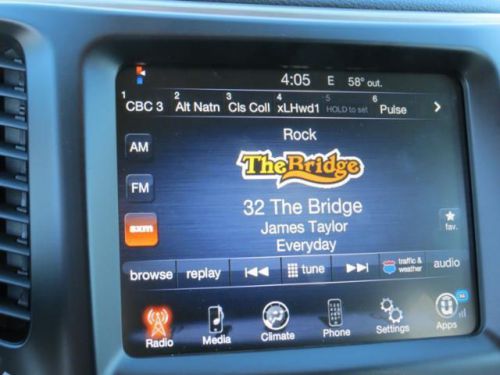 4:05 E 58° out.
1 CBC 3 2 Alt Natn 3 Cls Coll 4 xLHwd1 5 HOLD to set 6 Pulse
Rock
AM
The Bridge
FM
32 The Bridge
sxm
James Taylor
fav.
Everyday
browse replay tune traffic & weather audio
Radio Media Climate Phone Settings Apps